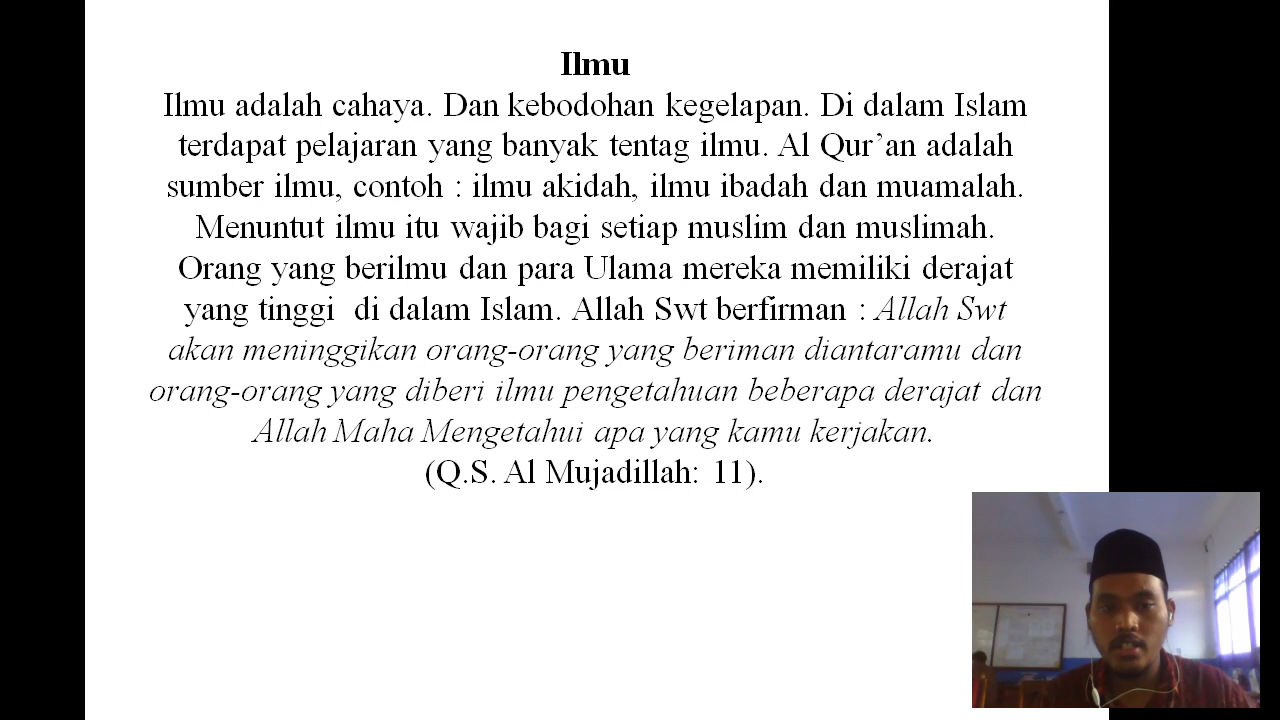 Ilmu
Ilmu adalah cahaya. Dan kebodohan kegelapan. Di dalam Islam
terdapat pelajaran yang banyak tentag ilmu. Al Qur’an adalah
sumber ilmu, contoh : ilmu akidah, ilmu ibadah dan muamalah.
Menuntut ilmu itu wajib bagi setiap muslim dan muslimah.
Orang yang berilmu dan para Ulama mereka memiliki derajat
yang tinggi  di dalam Islam. Allah Swt berfirman : Allah Swt
akan meninggikan orang-orang yang beriman diantaramu dan
orang-orang yang diberi ilmu pengetahuan beberapa derajat dan
Allah Maha Mengetahui apa yang kamu kerjakan.
(Q.S. Al Mujadillah: 11).